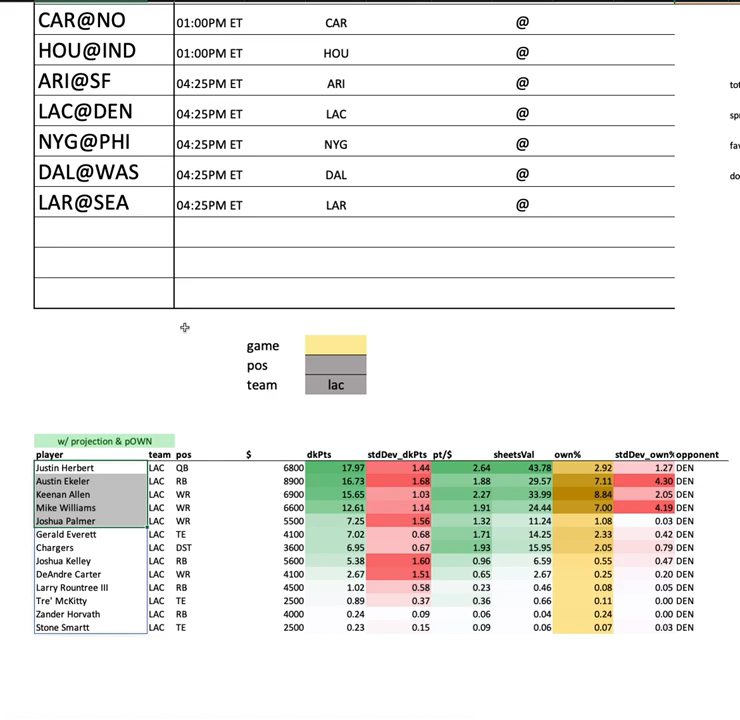 CAR@NO 01:00PM ET CAR @
HOU@IND 01:00PM ET HOU @
ARI@SF 04:25PM ET ARI @
LAC@DEN 04:25PM ET LAC @
NYG@PHI 04:25PM ET NYG @
DAL@WAS 04:25PM ET DAL @
LAR@SEA 04:25PM ET LAR @
tot
spr
fav
do
game
pos
team lac
w/ projection & pOWN
player team pos $ dkPts stdDev_dkPts pt/$ sheetsVal own% stdDev_own% opponent
Justin Herbert LAC QB 6800 17.97 1.44 2.64 43.78 2.92 1.27 DEN
Austin Ekeler LAC RB 8900 16.73 1.68 1.88 29.57 7.11 4.30 DEN
Keenan Allen LAC WR 6900 15.65 1.03 2.27 33.99 8.84 2.05 DEN
Mike Williams LAC WR 6600 12.61 1.14 1.91 24.44 7.00 4.19 DEN
Joshua Palmer LAC WR 5500 7.25 1.56 1.32 11.24 1.08 0.03 DEN
Gerald Everett LAC TE 4100 7.02 0.68 1.71 14.25 2.33 0.42 DEN
Chargers LAC DST 3600 6.95 0.67 1.93 15.95 2.05 0.79 DEN
Joshua Kelley LAC RB 5600 5.38 1.60 0.96 6.59 0.55 0.47 DEN
DeAndre Carter LAC WR 4100 2.67 1.51 0.65 2.67 0.25 0.20 DEN
Larry Rountree III LAC RB 4500 1.02 0.58 0.23 0.46 0.08 0.05 DEN
Tre' McKitty LAC TE 2500 0.89 0.37 0.36 0.66 0.11 0.00 DEN
Zander Horvath LAC RB 4000 0.24 0.09 0.06 0.04 0.24 0.00 DEN
Stone Smartt LAC TE 2500 0.23 0.15 0.09 0.06 0.07 0.03 DEN